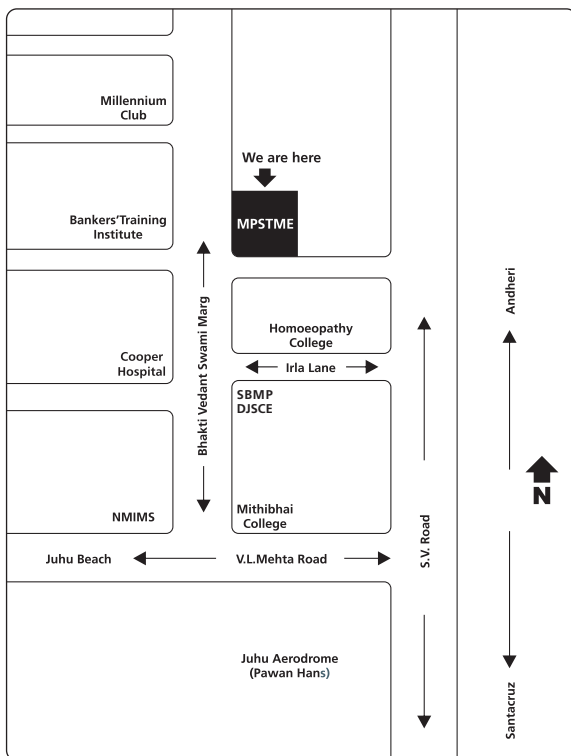 Millennium
Club
We are here
MPSTME
Bankers'Training
Institute
Andheri
Homoeopathy
College
Bhakti Vedant Swami Marg
Cooper
Hospital
Irla Lane
SBMP
DJSCE
N
NMIMS
Mithibhai
College
S.V. Road
Juhu Beach
V.L.Mehta Road
Juhu Aerodrome
(Pawan Hans)
Santacruz